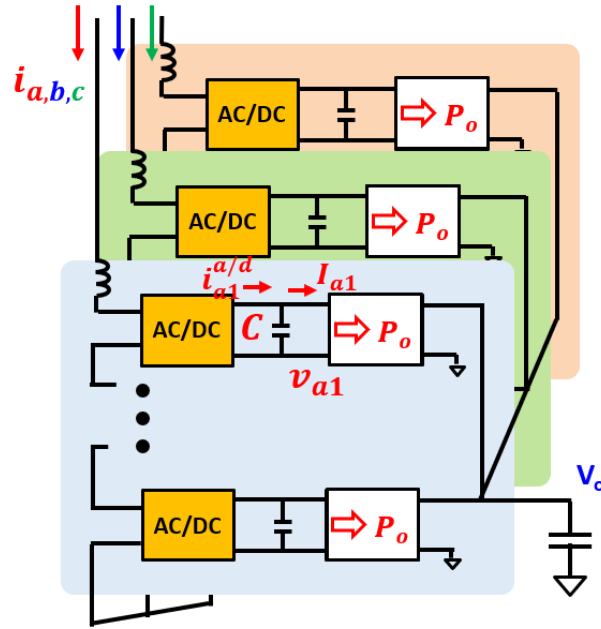 i_{a,b,c}
AC/DC
P_o
AC/DC
P_o
i_{a1}^{a/d}
I_{a1}
AC/DC
C
P_o
v_{a1}
AC/DC
P_o